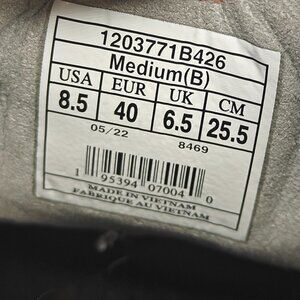 1203771B426
Medium(B)
USA EUR UK CM
8.5 40 6.5 25.5
05/22 8469
1 95394 07004 0
MADE IN VIETNAM
FABRIQUE AU VIETNAM